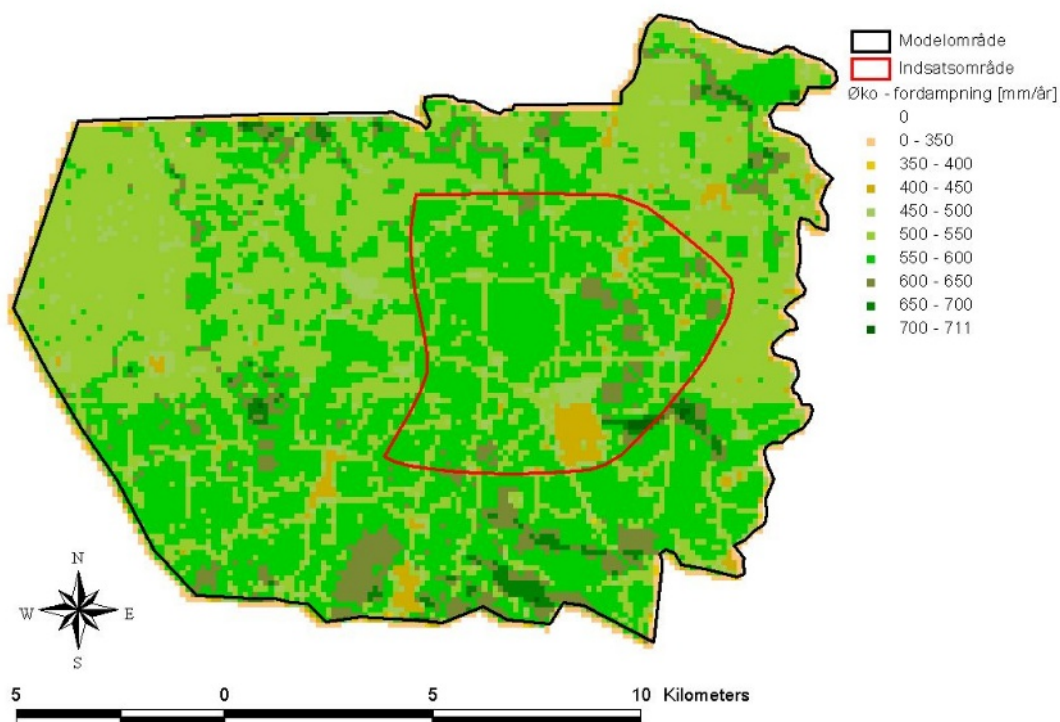 Modelområde
Indsatsområde
Øko - fordampning [mm/år]
0
0 - 350
350 - 400
400 - 450
450 - 500
500 - 550
550 - 600
600 - 650
650 - 700
700 - 711
N
W E
S
5 0 5 10 Kilometers